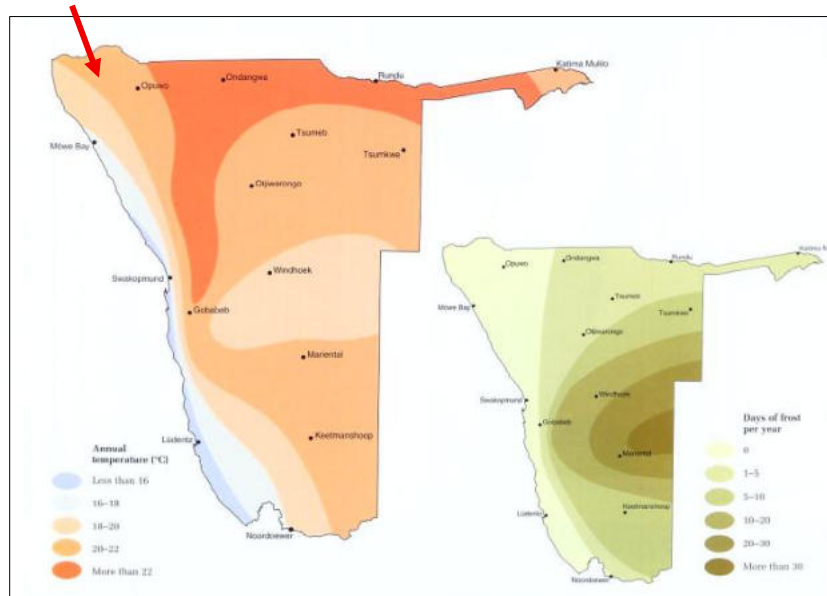 Katima Mulilo
Rundu
Ondangwa
Opuwo
Tsumeb
Möwe Bay
Tsumkwe
Otjiwarongo
Windhoek
Swakopmund
Gobabeb
Mariental
Keetmanshoop
Lüderitz
Noordoewer
Annual
temperature (°C)
Less than 16
16–18
18–20
20–22
More than 22
Ondangwa
Rundu
Opuwo
Tsumeb
Tsumkwe
Möwe Bay
Otjiwarongo
Windhoek
Swakopmund
Gobabeb
Mariental
Keetmanshoop
Lüderitz
Noordoewer
Days of frost
per year
0
1–5
5–10
10–20
20–30
More than 30